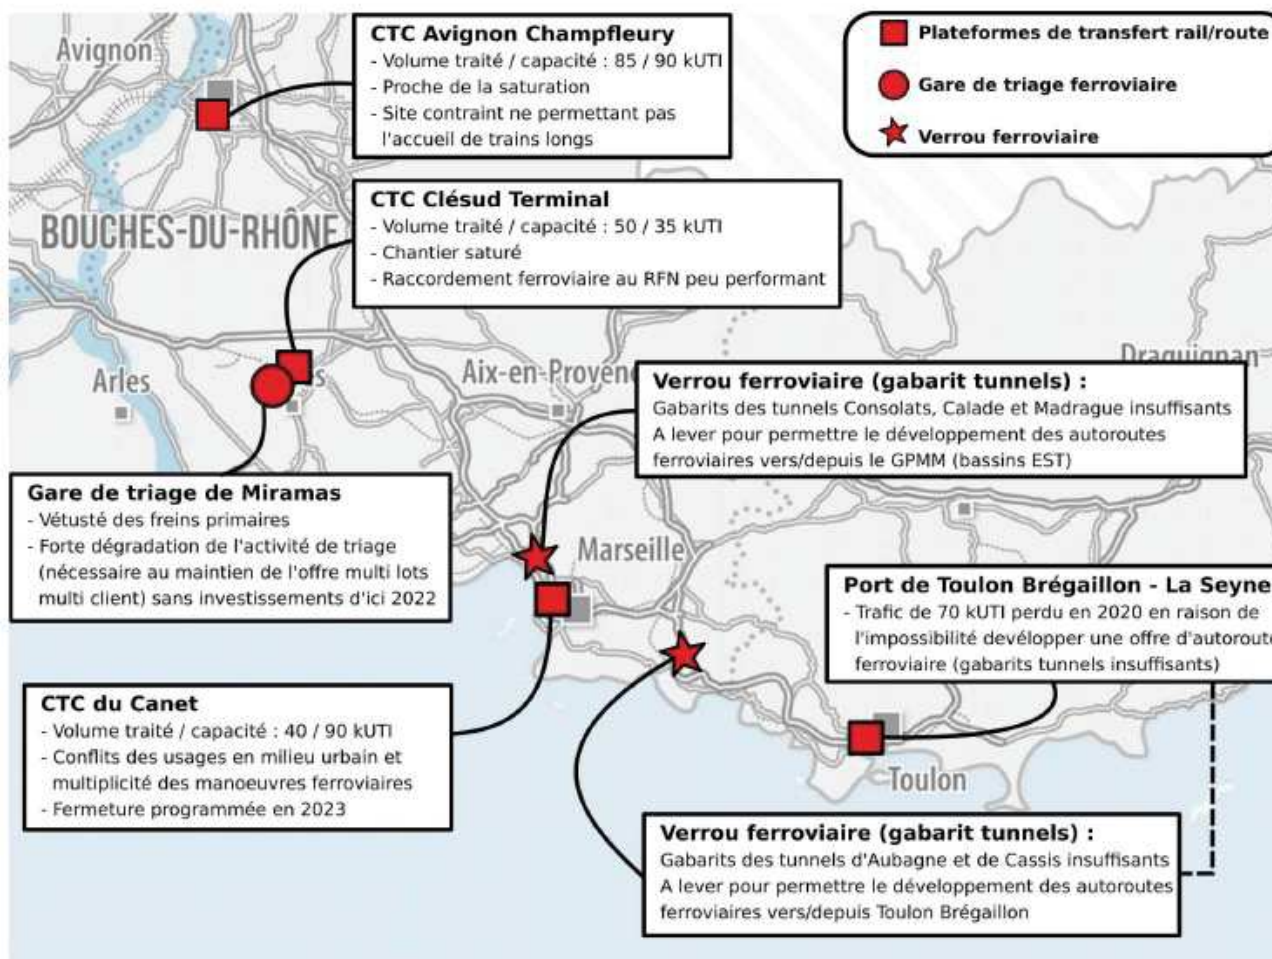 Avignon
CTC Avignon Champfleury
- Volume traité / capacité : 85 / 90 kUTI
- Proche de la saturation
- Site contraint ne permettant pas
l'accueil de trains longs
Plateformes de transfert rail/route
Gare de triage ferroviaire
Verrou ferroviaire
BOUCHES-DU-RHÔNE
CTC Clésud Terminal
- Volume traité / capacité : 50 / 35 kUTI
- Chantier saturé
- Raccordement ferroviaire au RFN peu performant
Arles
Aix-en-Provenc
Draguignan
Verrou ferroviaire (gabarit tunnels) :
Gabarits des tunnels Consolats, Calade et Madrague insuffisants
A lever pour permettre le développement des autoroutes
ferroviaires vers/depuis le GPMM (bassins EST)
Gare de triage de Miramas
- Vétusté des freins primaires
- Forte dégradation de l'activité de triage
(nécessaire au maintien de l'offre multi lots
multi client) sans investissements d'ici 2022
Marseille
Port de Toulon Brégaillon - La Seyne
- Trafic de 70 kUTI perdu en 2020 en raison de
l'impossibilité devélopper une offre d'autoroute
ferroviaire (gabarits tunnels insuffisants)
CTC du Canet
- Volume traité / capacité : 40 / 90 kUTI
- Conflits des usages en milieu urbain et
multiplicité des manoeuvres ferroviaires
- Fermeture programmée en 2023
Toulon
Verrou ferroviaire (gabarit tunnels) :
Gabarits des tunnels d'Aubagne et de Cassis insuffisants
A lever pour permettre le développement des autoroutes
ferroviaires vers/depuis Toulon Brégaillon